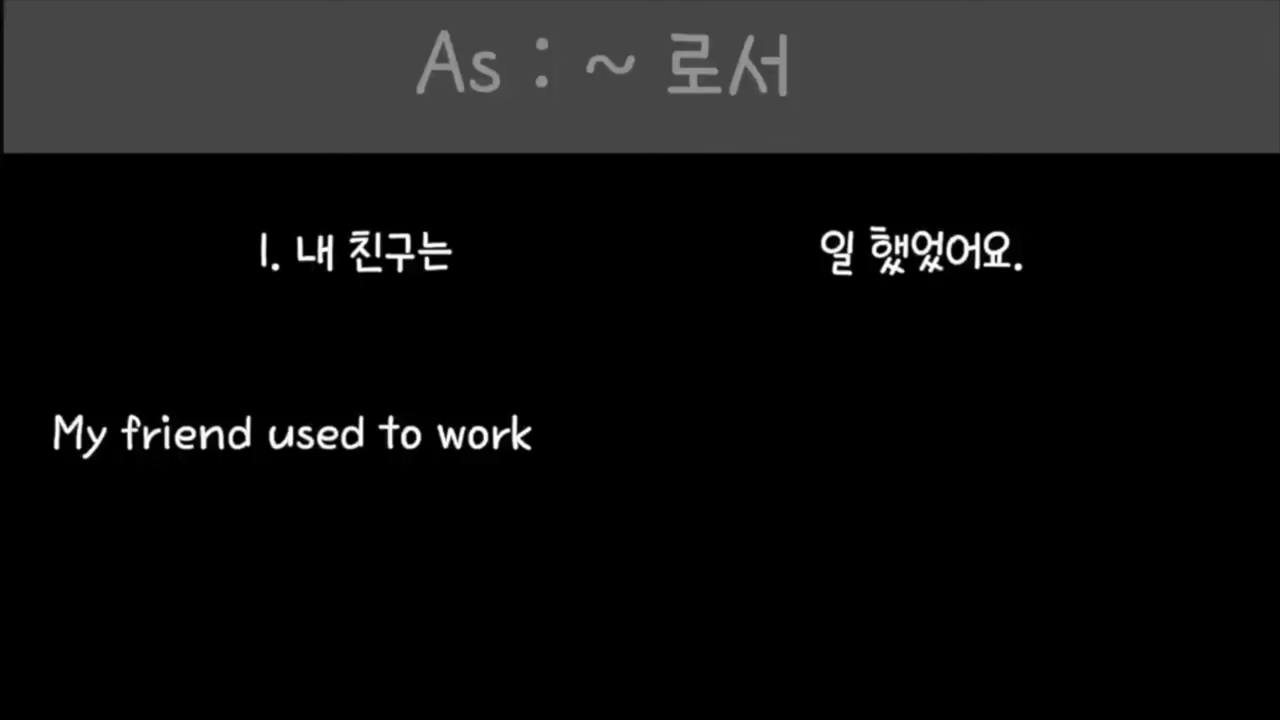 As : ~ 로서
1. 내 친구는 일 했었어요.
My friend used to work